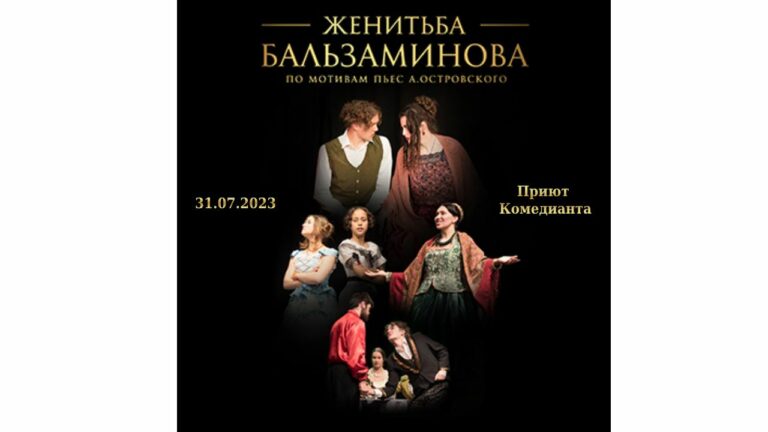 ЖЕНИТЬБА
БАЛЬЗАМИНОВА
ПО МОТИВАМ ПЬЕС А.ОСТРОВСКОГО
31.07.2023
Приют
Комедианта